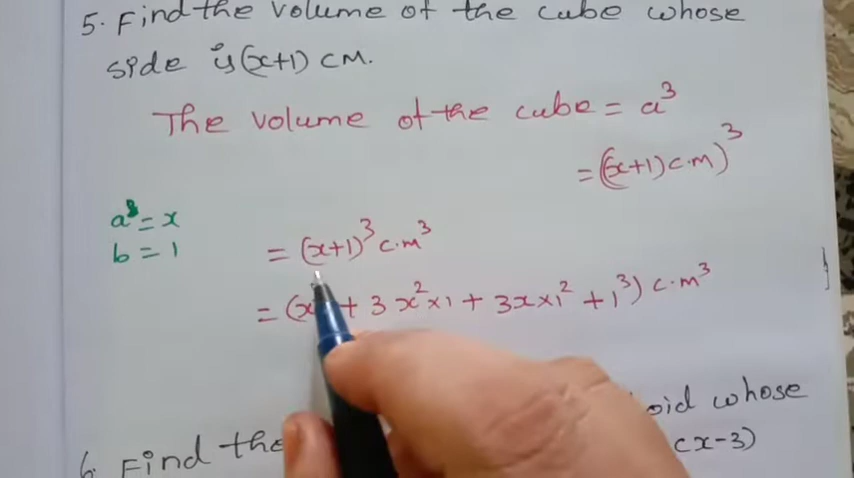 5. Find the volume of the cube whose
side is (x+1) cm.
The volume of the cube = a³
= ((x+1) c.m)³
a = x
b = 1
= (x+1)³ c.m³
= (x + 3x²×1 + 3x×1² + 1³) c.m³
6. Find the oid whose
(x-3)